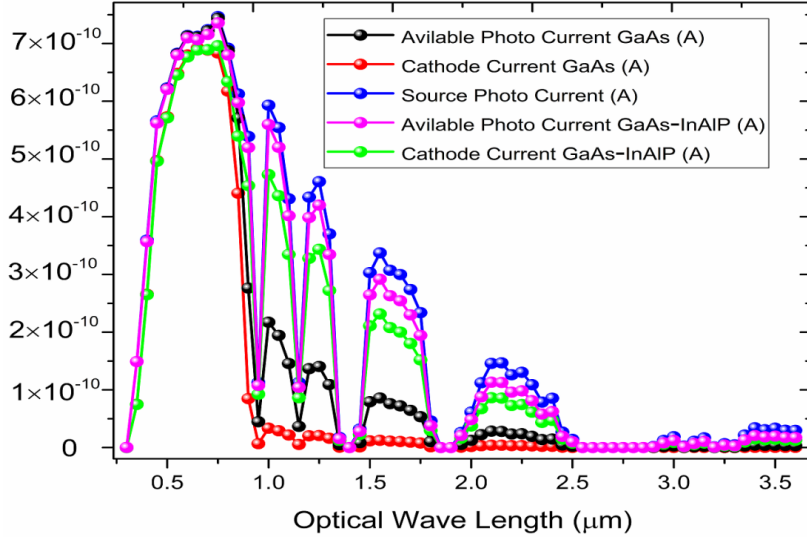 7×10-10
6×10-10
5×10-10
4×10-10
3×10-10
2×10-10
1×10-10
0
Avilable Photo Current GaAs (A)
Cathode Current GaAs (A)
Source Photo Current (A)
Avilable Photo Current GaAs-InAlP (A)
Cathode Current GaAs-InAlP (A)
0.5 1.0 1.5 2.0 2.5 3.0 3.5
Optical Wave Length (μm)